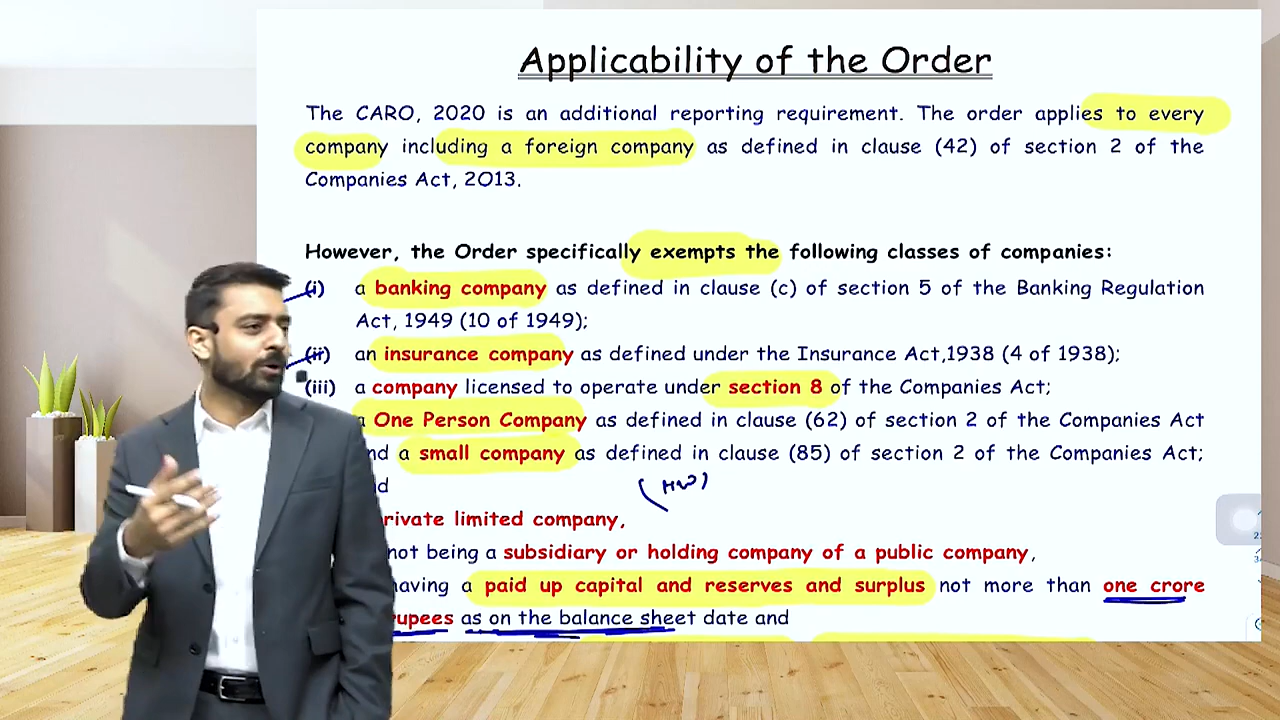 Applicability of the Order
The CARO, 2020 is an additional reporting requirement. The order applies to every
company including a foreign company as defined in clause (42) of section 2 of the
Companies Act, 2013.
However, the Order specifically exempts the following classes of companies:
(i) a banking company as defined in clause (c) of section 5 of the Banking Regulation
Act, 1949 (10 of 1949);
(ii) an insurance company as defined under the Insurance Act,1938 (4 of 1938);
(iii) a company licensed to operate under section 8 of the Companies Act;
One Person Company as defined in clause (62) of section 2 of the Companies Act
a small company as defined in clause (85) of section 2 of the Companies Act;
(HW)
limited company,
not being a subsidiary or holding company of a public company,
having a paid up capital and reserves and surplus not more than one crore
rupees as on the balance sheet date and